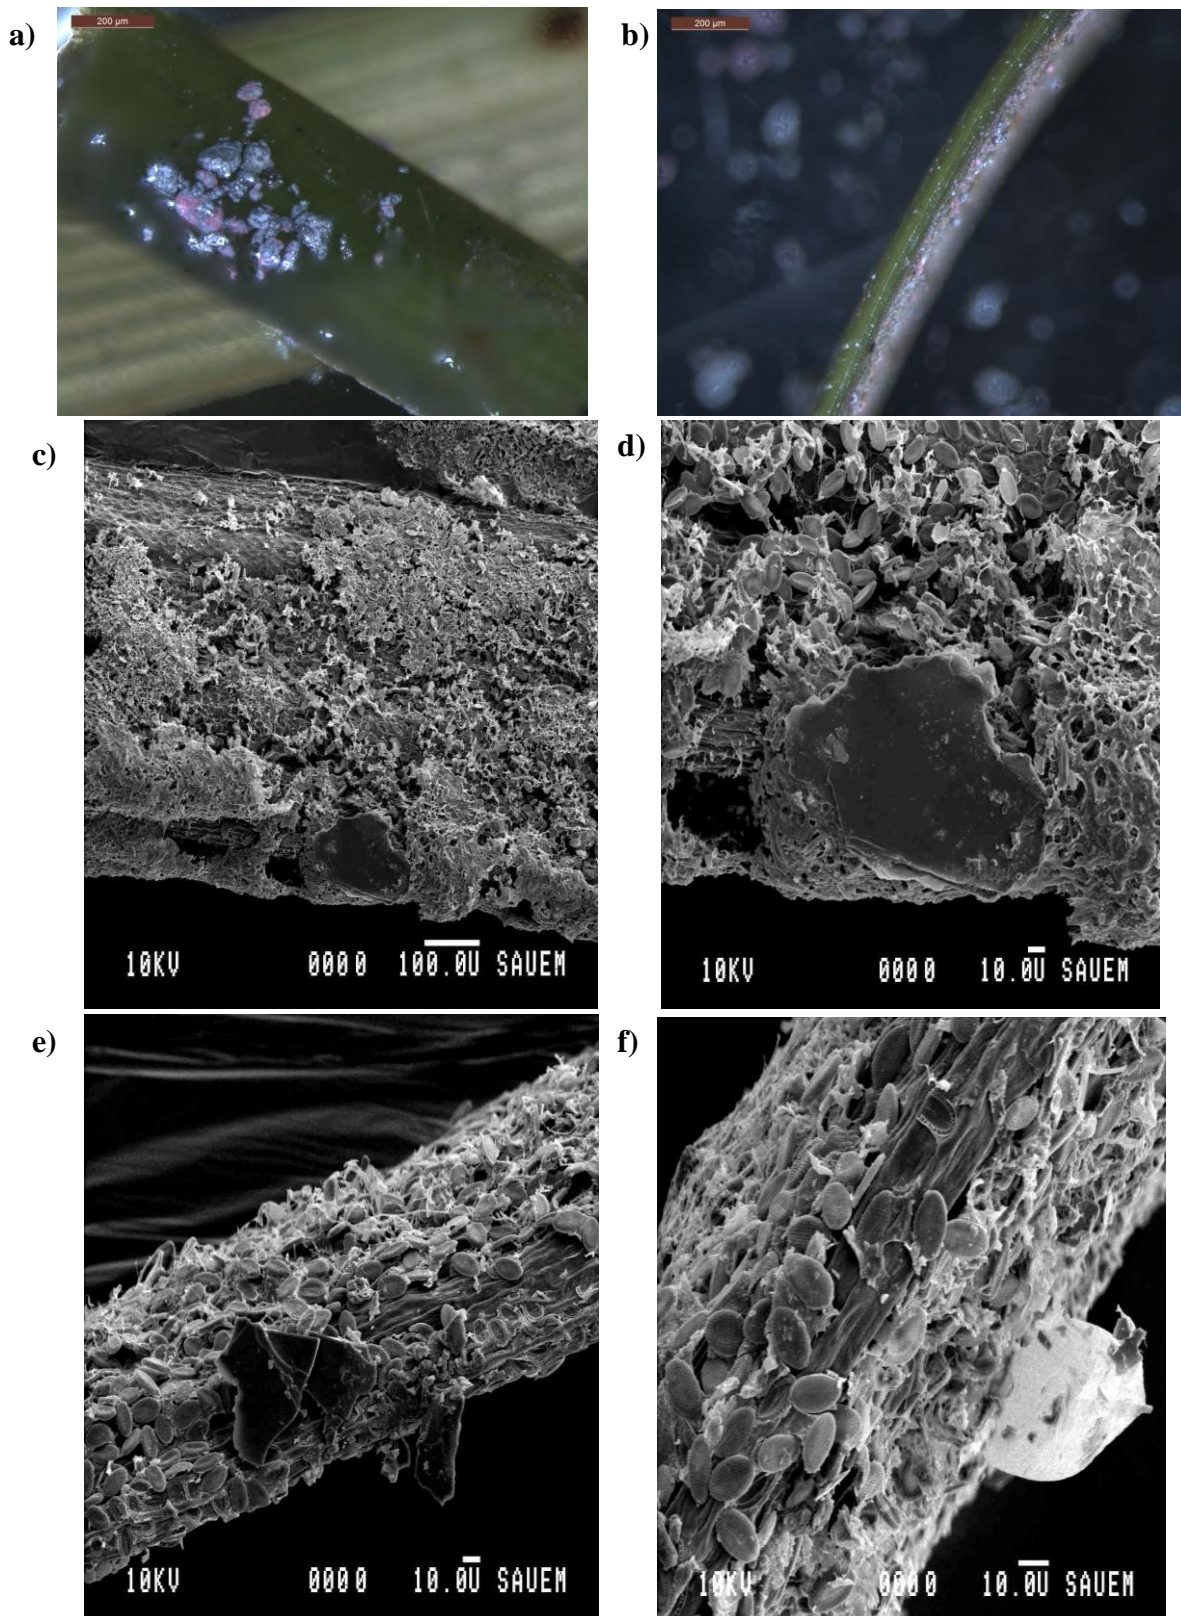 a)
200 µm
b)
200 µm
c)
10KV 0000 100.0U SAUEM
d)
10KV 0000 10.0U SAUEM
e)
10KV 0000 10.0U SAUEM
f)
10KV 0000 10.0U SAUEM